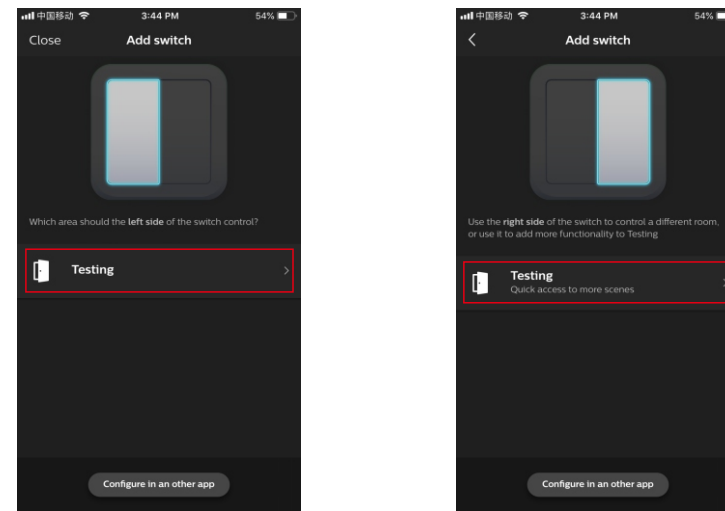 中国移动 3:44 PM 54%
Close Add switch
Which area should the left side of the switch control?
Testing
Configure in an other app
中国移动 3:44 PM 54%
Add switch
Use the right side of the switch to control a different room,
or use it to add more functionality to Testing
Testing
Quick access to more scenes
Configure in an other app